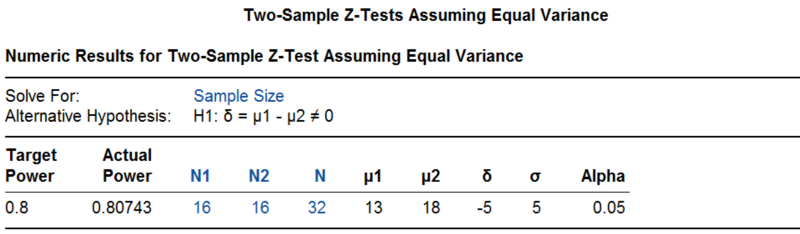 Two-Sample Z-Tests Assuming Equal Variance
Numeric Results for Two-Sample Z-Test Assuming Equal Variance
Solve For: Sample Size
Alternative Hypothesis: H1: δ = μ1 - μ2 ≠ 0
Target Actual
Power Power N1 N2 N μ1 μ2 δ σ Alpha
0.8 0.80743 16 16 32 13 18 -5 5 0.05